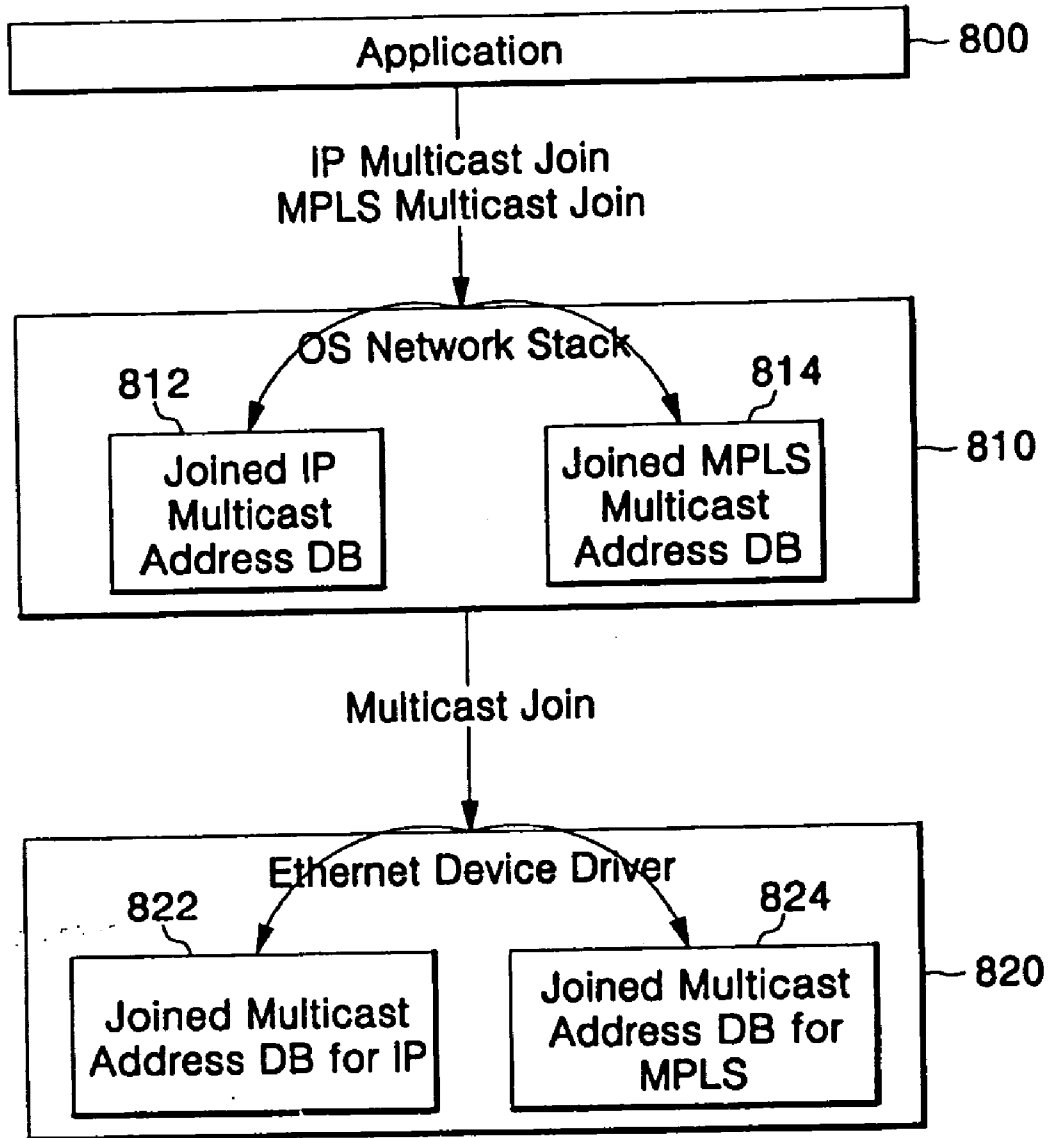 Application
800
IP Multicast Join
MPLS Multicast Join
OS Network Stack
812
814
Joined IP
Multicast
Address DB
Joined MPLS
Multicast
Address DB
810
Multicast Join
Ethernet Device Driver
822
824
Joined Multicast
Address DB for IP
Joined Multicast
Address DB for
MPLS
820